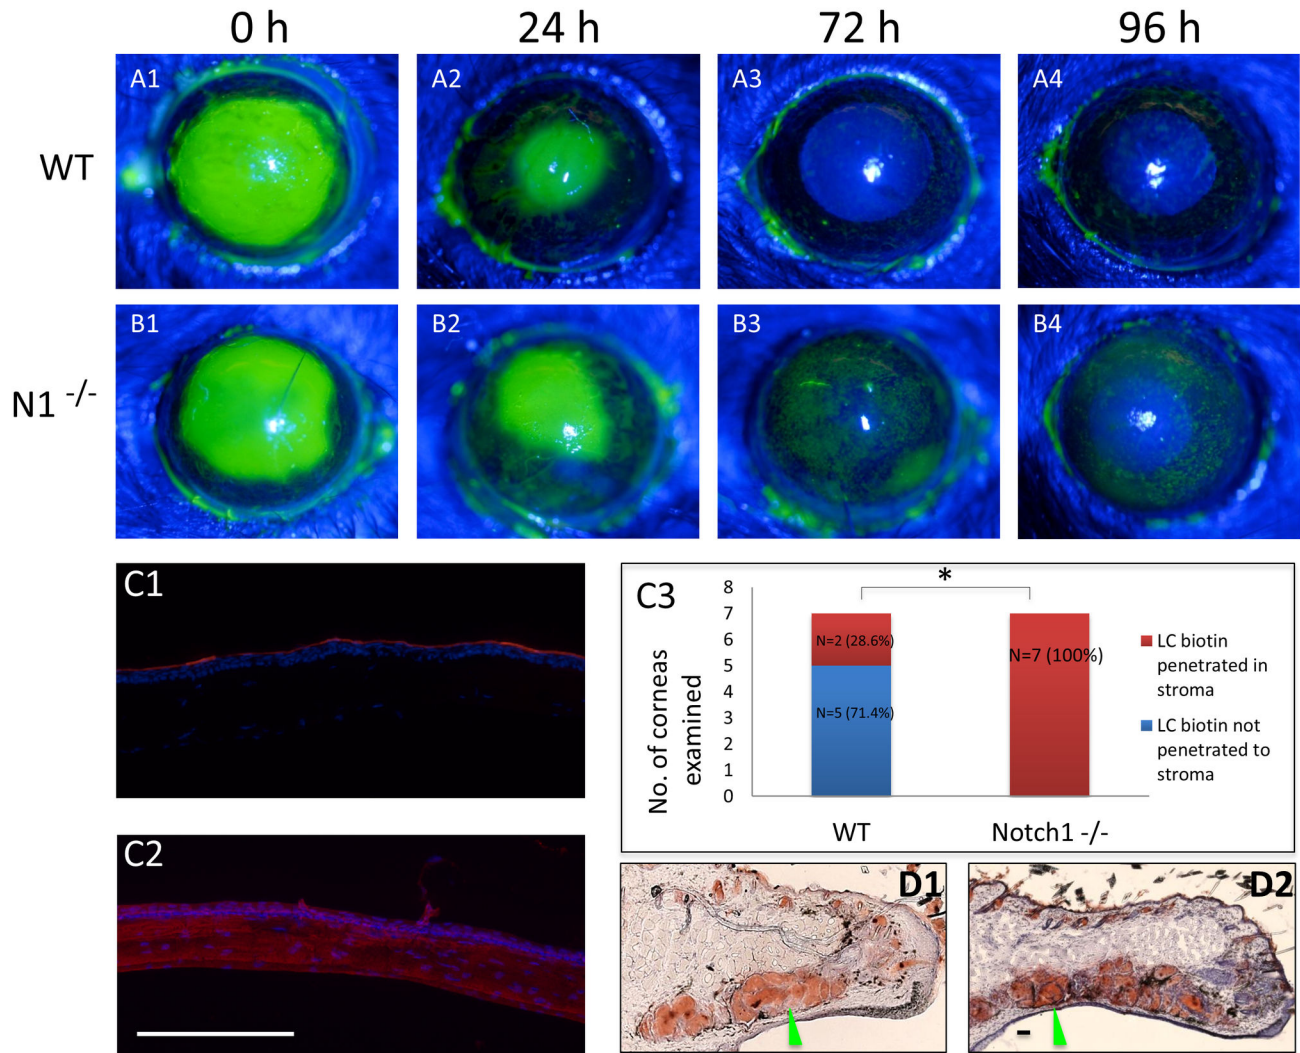 0 h 24 h 72 h 96 h
WT
A1 A2 A3 A4
N1 -/-
B1 B2 B3 B4
C1
C2
C3
*
No. of corneas
examined
8
7
6
5
4
3
2
1
0
N=2 (28.6%)
N=5 (71.4%)
N=7 (100%)
WT Notch1 -/-
LC biotin
penetrated in
stroma
LC biotin not
penetrated to
stroma
D1 D2